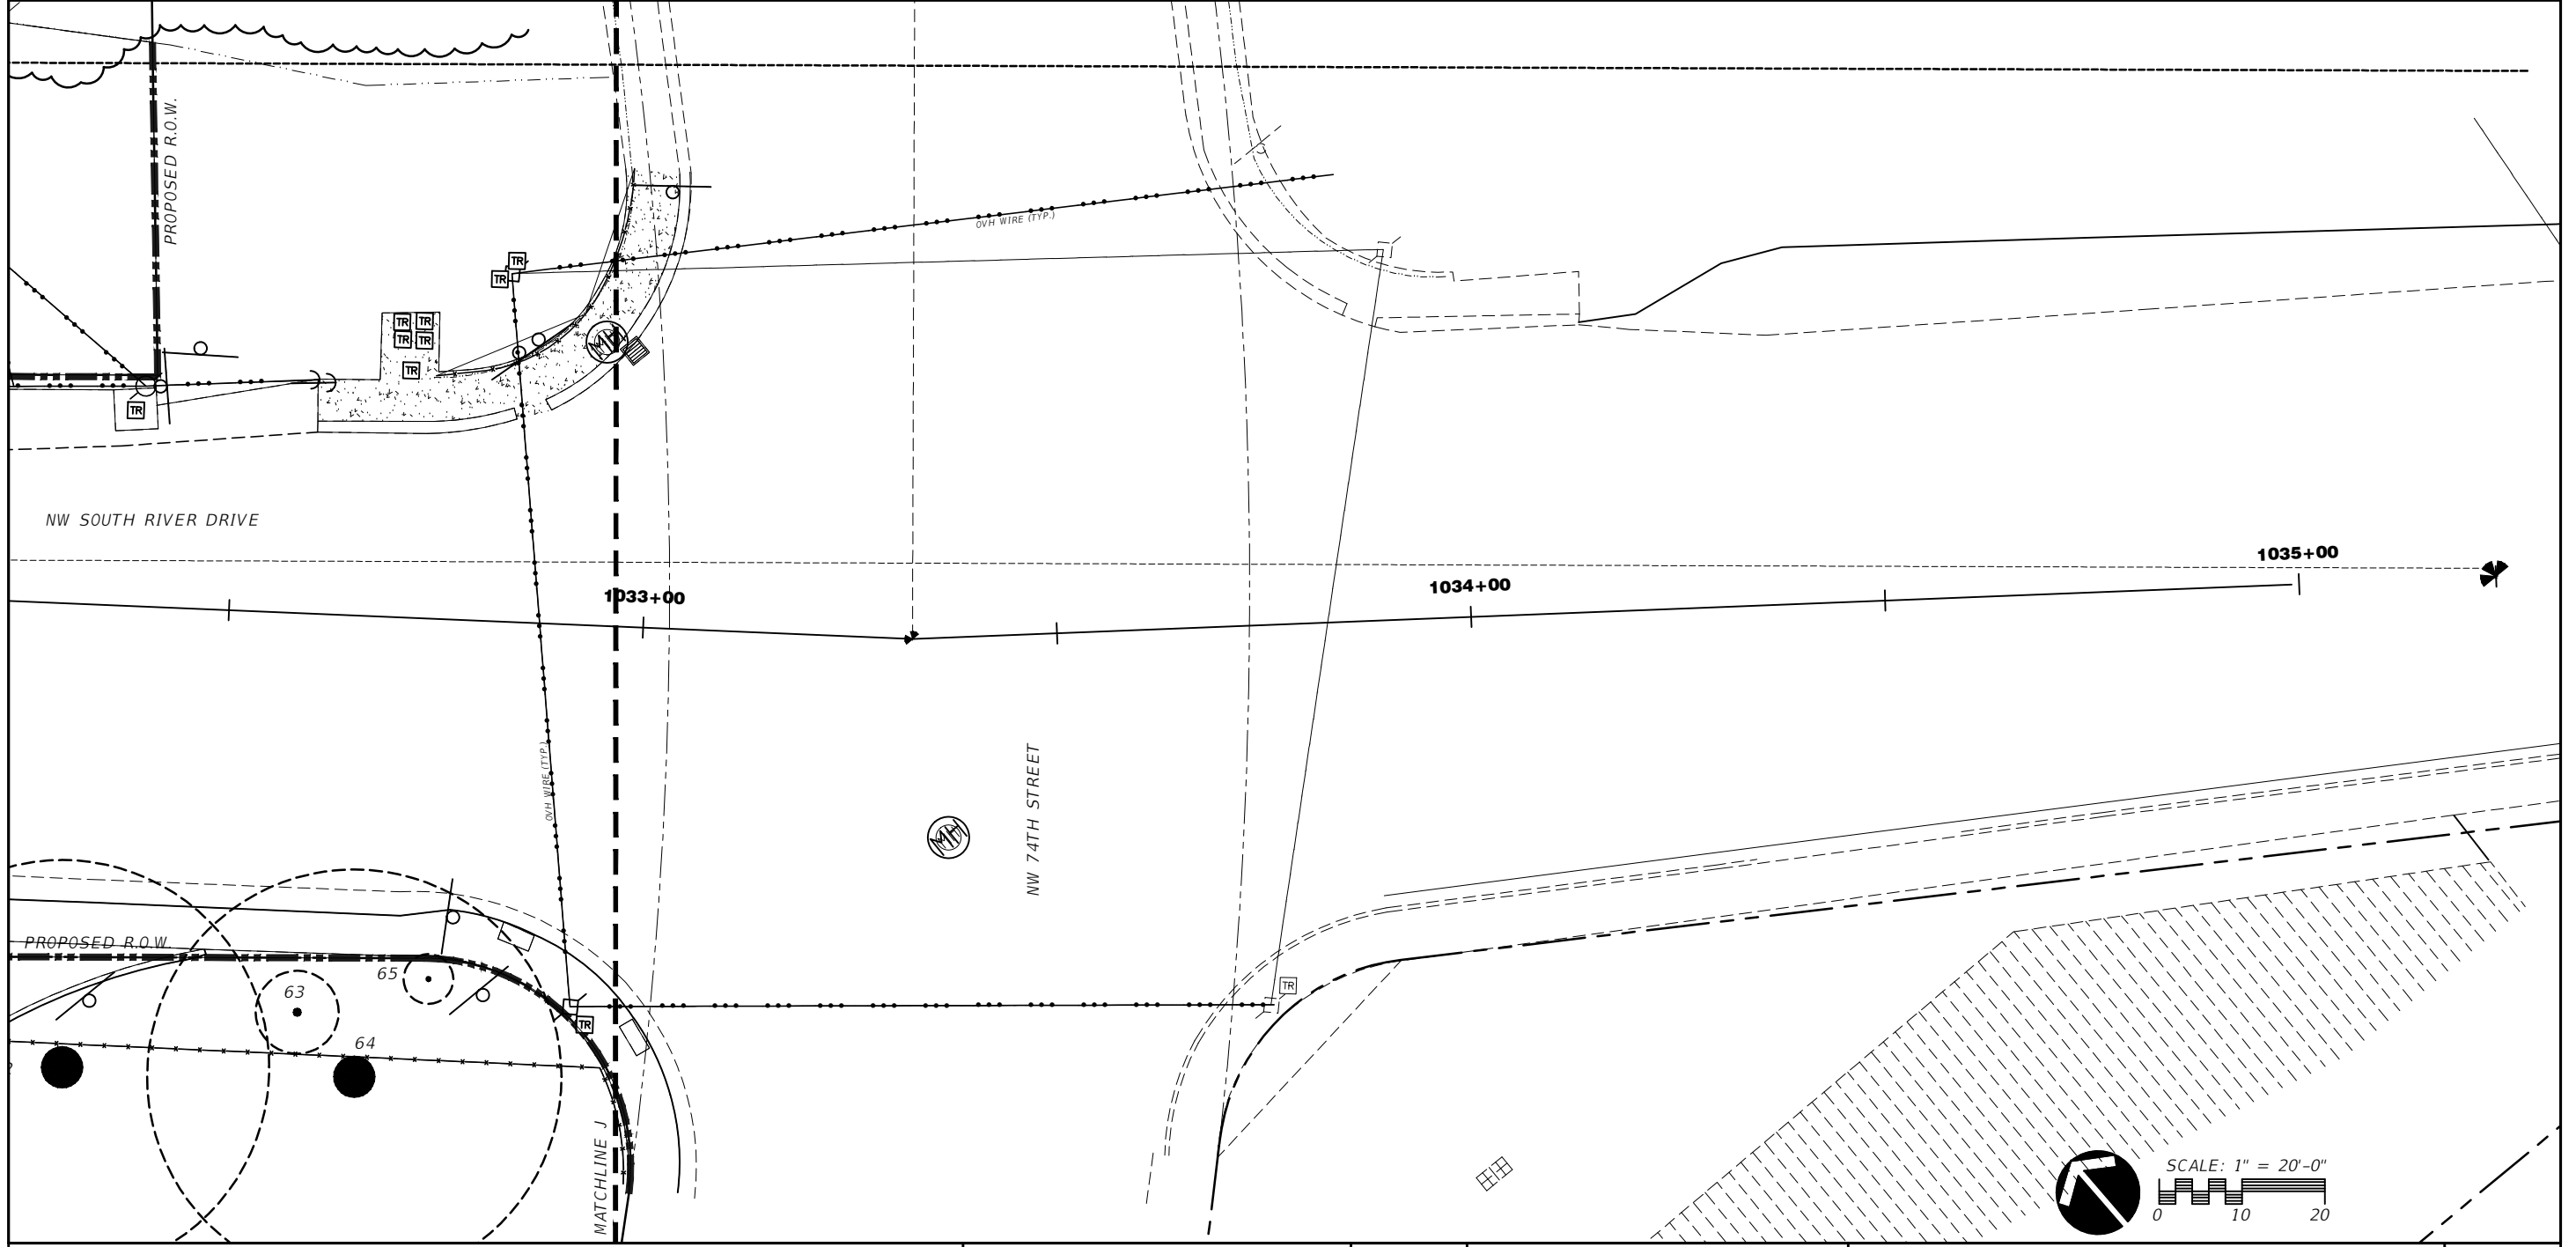 PROPOSED R.O.W.
OVH WIRE (TYP.)
TR
TR
TR
TR
TR
TR
TR
TR
MH
NW SOUTH RIVER DRIVE
1033+00
1034+00
1035+00
OVH WIRE (TYP.)
NW 74TH STREET
MH
PROPOSED R.O.W.
65
63
64
TR
TR
MATCHLINE J
SCALE: 1" = 20'-0"
0 10 20